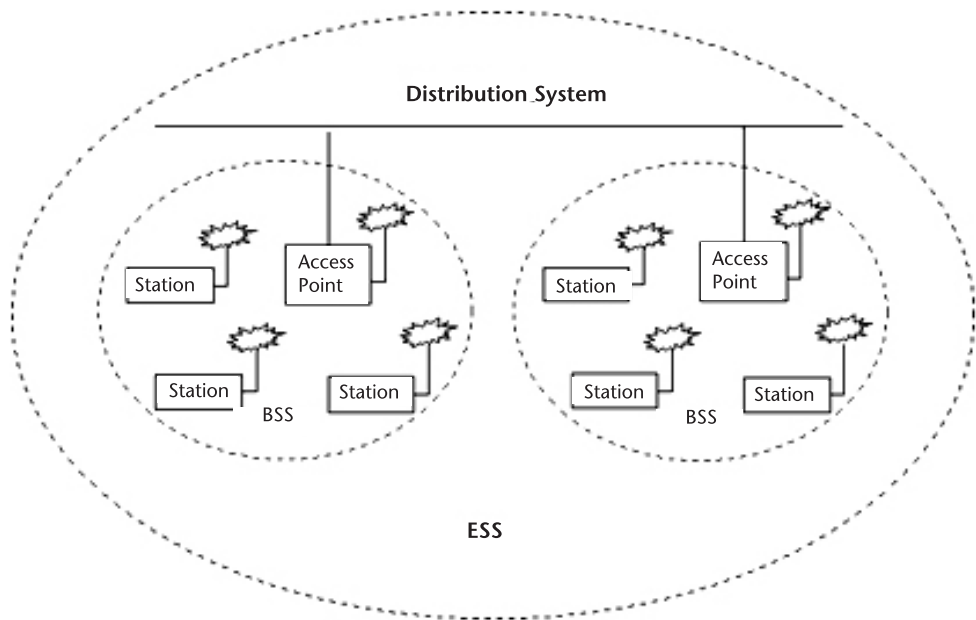 Distribution System
Access
Point
Station
Station
Station
BSS
Access
Point
Station
Station
Station
BSS
ESS